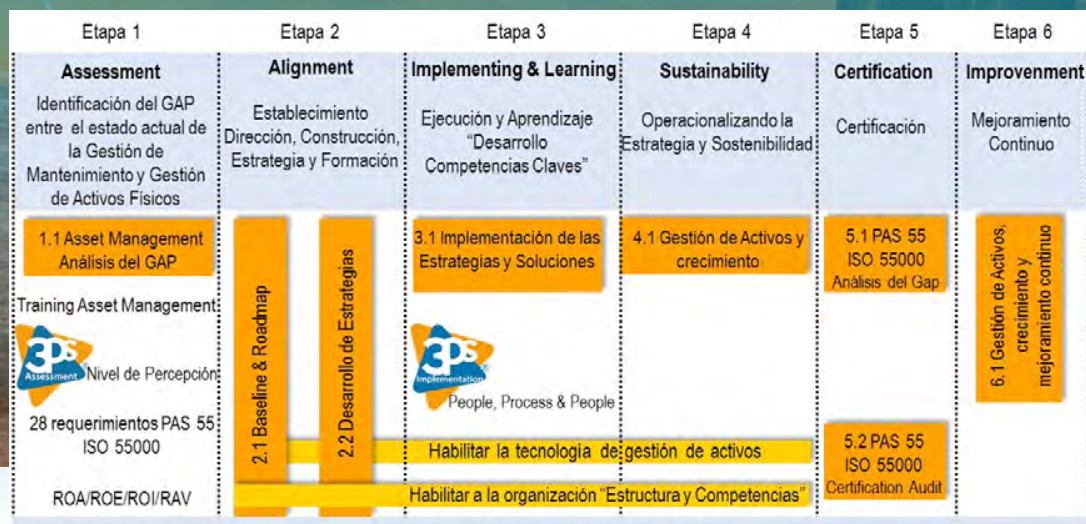 Etapa 1
Etapa 2
Etapa 3
Etapa 4
Etapa 5
Etapa 6
Assessment
Identificación del GAP
entre el estado actual de
la Gestión de
Mantenimiento y Gestión
de Activos Físicos
Alignment
Establecimiento
Dirección, Construcción,
Estrategia y Formación
Implementing & Learning
Ejecución y Aprendizaje
"Desarrollo
Competencias Claves"
Sustainability
Operacionalizando la
Estrategia y Sostenibilidad
Certification
Certificación
Improvenment
Mejoramiento
Continuo
1.1 Asset Management
Análisis del GAP
Training Asset Management
3Ps
Assessment
Nivel de Percepción
28 requerimientos PAS 55
ISO 55000
ROA/ROE/ROI/RAV
2.1 Baseline & Roadmap
2.2 Desarrollo de Estrategias
3.1 Implementación de las
Estrategias y Soluciones
3Ps
Implementation
People, Process & People
4.1 Gestión de Activos y
crecimiento
Habilitar la tecnología de gestión de activos
Habilitar a la organización "Estructura y Competencias"
5.1 PAS 55
ISO 55000
Análisis del Gap
5.2 PAS 55
ISO 55000
Certification Audit
6.1 Gestión de Activos,
crecimiento y
mejoramiento continuo